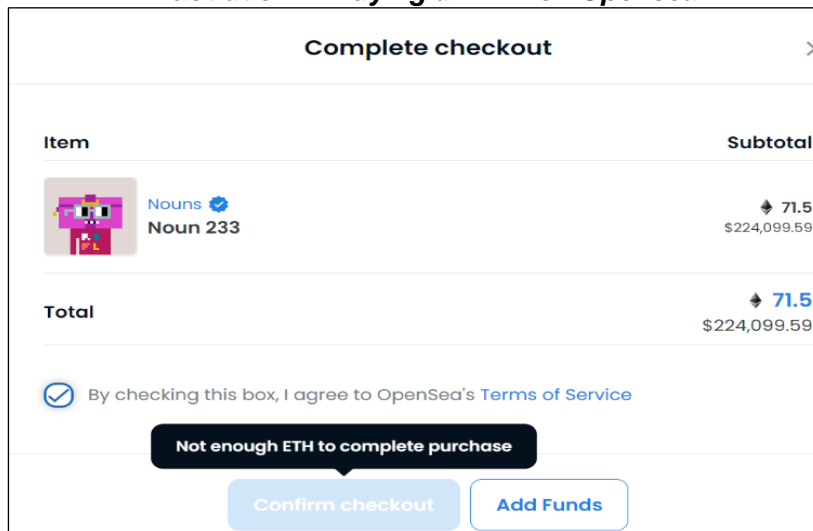 Complete checkout
Item Subtotal
Nouns
71.5
Noun 233
$224,099.59
Total
71.5
$224,099.59
By checking this box, I agree to OpenSea's Terms of Service
Not enough ETH to complete purchase
Confirm checkout Add Funds